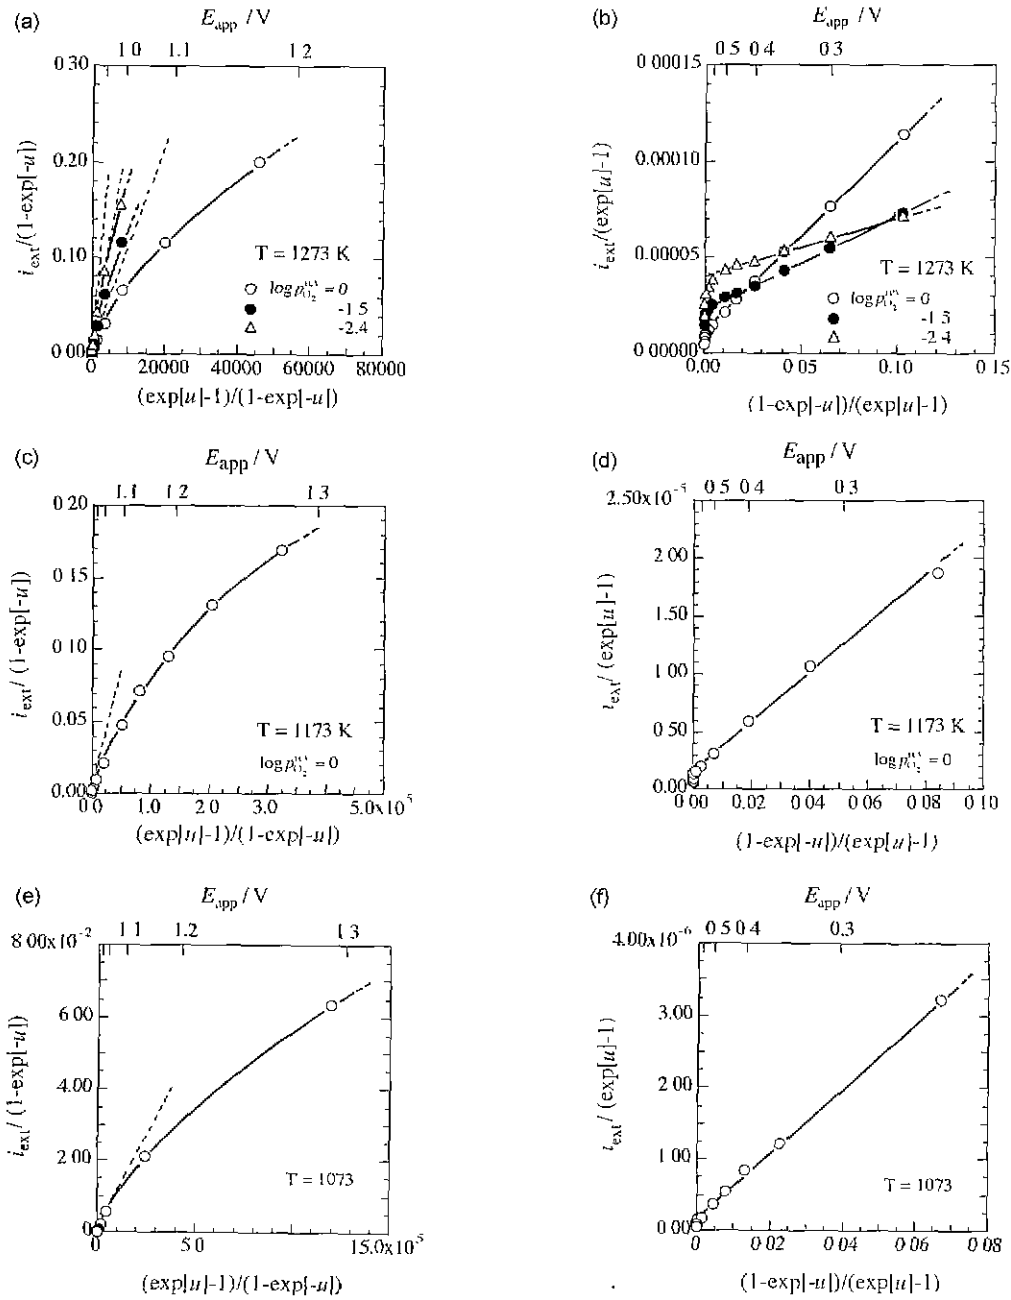 (a)
E_app / V
1 0 1.1 1 2
0 30
0.20
0.10
0 00
i_ext/(1-exp[-u])
T = 1273 K
log p = 0
-1.5
-2.4
0 20000 40000 60000 80000
(exp[u]-1)/(1-exp[-u])
(b)
E_app / V
0 5 0 4 0 3
0 00015
0 00010
0 00005
0 00000
i_ext/(exp[u]-1)
T = 1273 K
log p = 0
-1 5
-2.4
0.00 0 05 0.10 0.15
(1-exp[-u])/(exp[u]-1)
(c)
E_app / V
1.1 1.2 1.3
0 20
0 15
0 10
0.05
0.00
i_ext/ (1-exp[-u])
T = 1173 K
log p = 0
1.0 3.0 5.0x10^5
(exp[u]-1)/(1-exp[-u])
(d)
E_app / V
0 5 0 4 0 3
2.50x10^-5
2 00
1.50
1 00
0 50
0 00
i_ext/ (exp[u]-1)
T = 1173 K
log p = 0
0 00 0.02 0 04 0 06 0 08 0 10
(1-exp[-u])/(exp[u]-1)
(e)
E_app / V
1 1 1.2 1 3
8 00x10^-2
6 00
4 00
2 00
0
i_ext/ (1-exp[-u])
T = 1073
0 5 0 15.0x10^5
(exp[u]-1)/(1-exp[-u])
(f)
E_app / V
0 5 0 4 0.3
4.00x10^-6
3.00
2 00
1 00
0 00
i_ext/ (exp[u]-1)
T = 1073
0 0 02 0 04 0 06 0 08
(1-exp[-u])/(exp[u]-1)